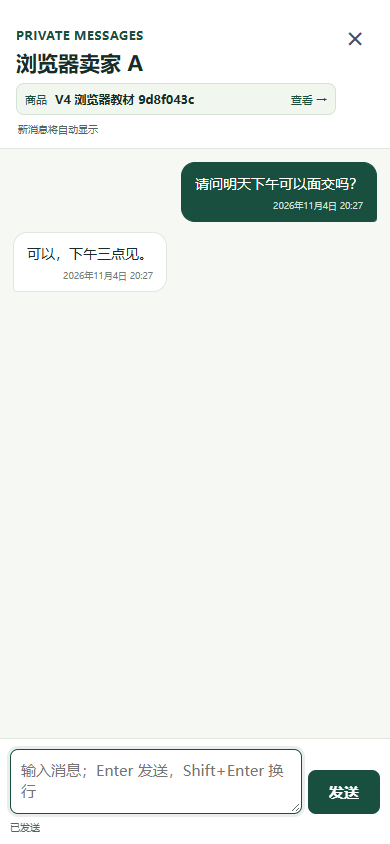 PRIVATE MESSAGES
浏览器卖家 A
商品 V4 浏览器教材 9d8f043c 查看 →
新消息将自动显示
请问明天下午可以面交吗？
2026年11月4日 20:27
可以，下午三点见。
2026年11月4日 20:27
输入消息；Enter 发送，Shift+Enter 换
行
发送
已发送